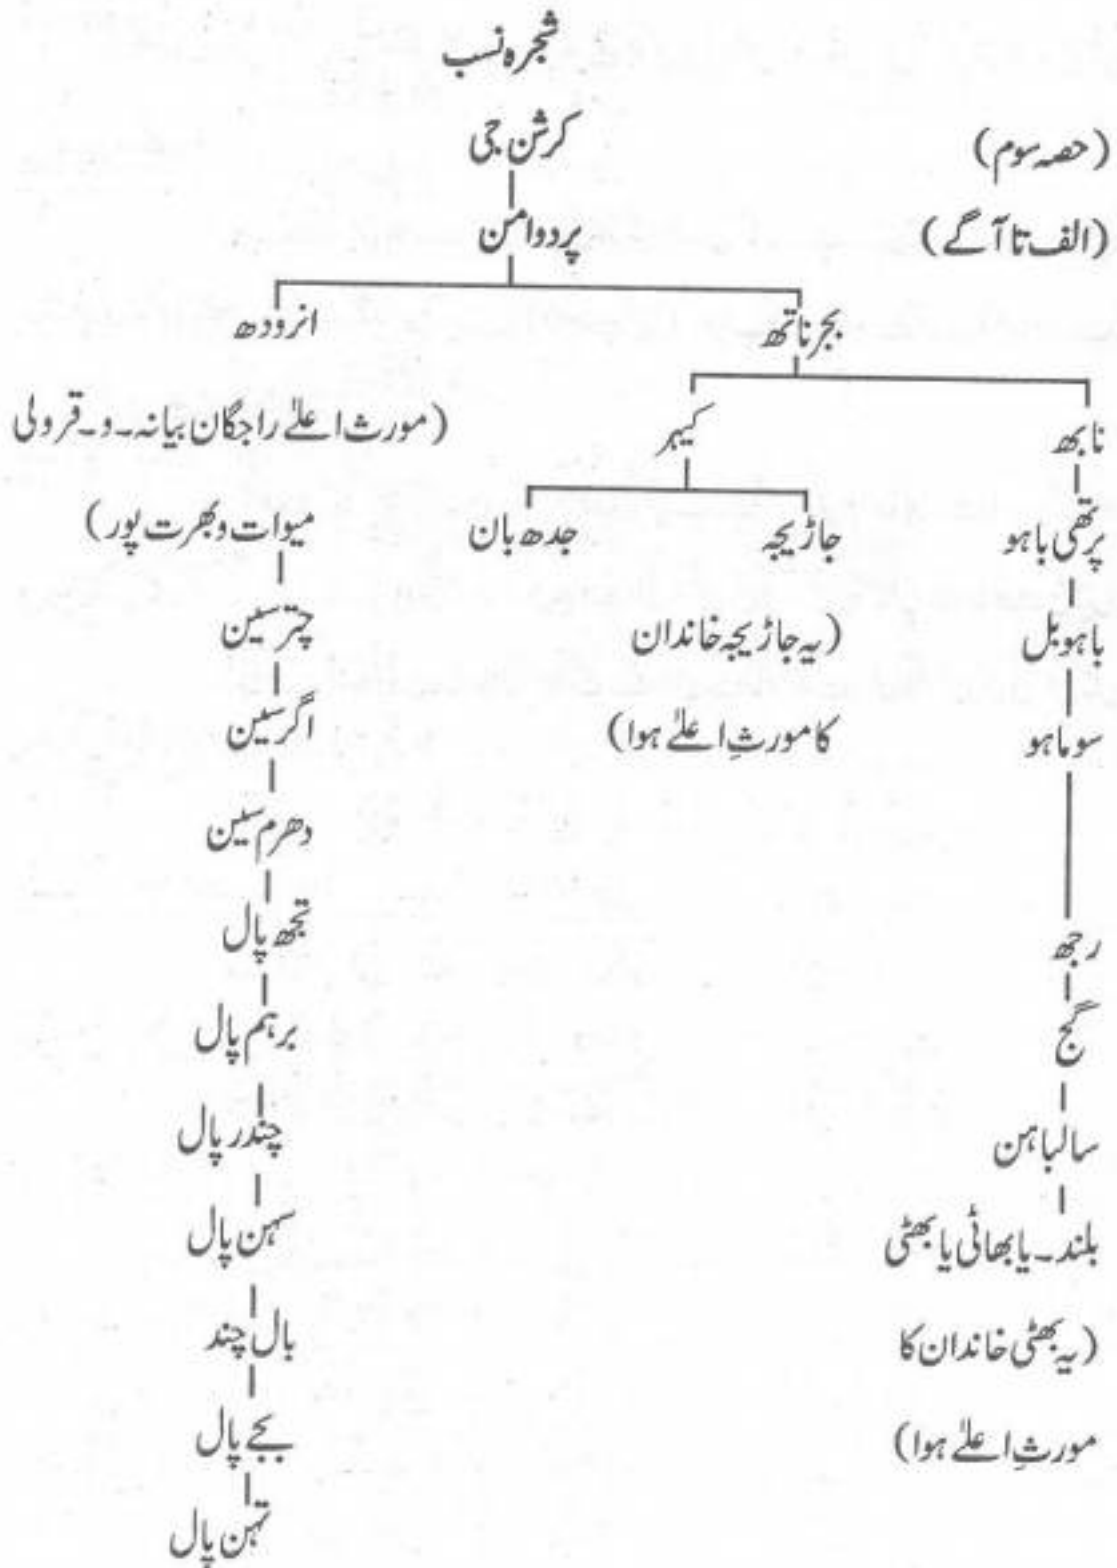 شجرہ نسب
(حصہ سوم) کرشن جی
(الف تا آگے) پردوامن
بجرناتھ انرودھ
نابھ کیہر (مورث اعلےٰ راجگان بیانہ۔و۔قرولی
پرتھی باہو جاڑیجہ جدھ بان میوات وبھرت پور)
باہوبل (یہ جاڑیجہ خاندان چترسین
سوماہو کا مورثِ اعلےٰ ہوا) اگرسین
دھرم سین
رجھ تجھ پال
گج برہم پال
سالباہن چندر پال
بلند۔یا بھائی یا بھٹی سہن پال
(یہ بھٹی خاندان کا بال چند
مورثِ اعلےٰ ہوا) بجے پال
تہن پال